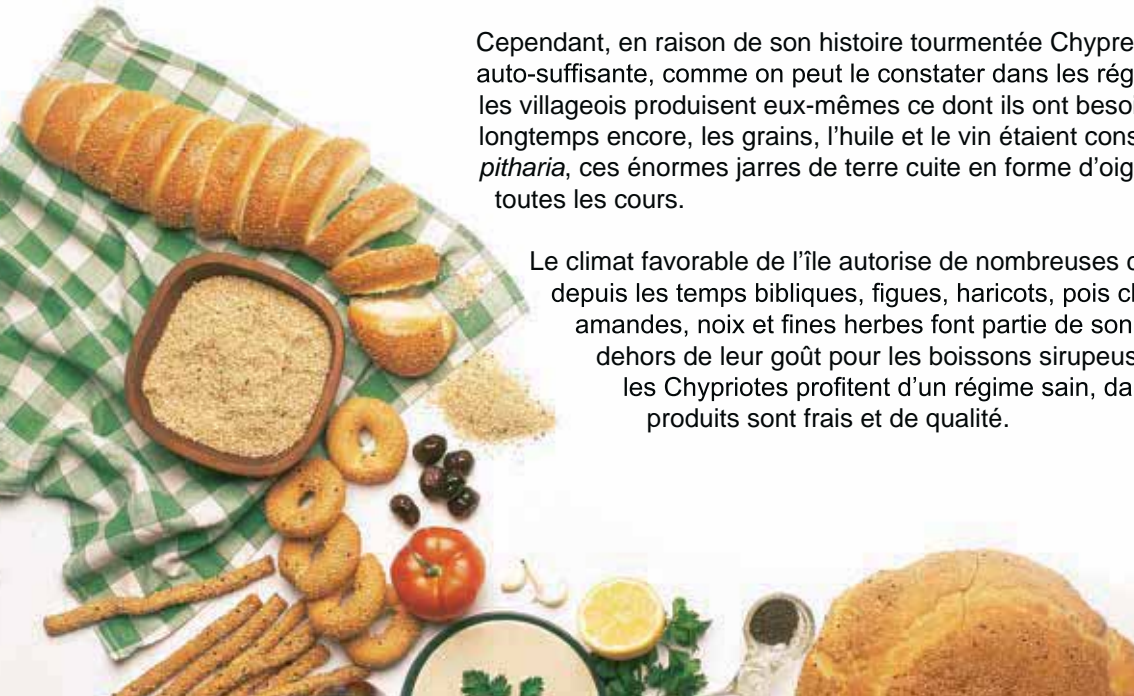 Cependant, en raison de son histoire tourmentée Chypre
auto-suffisante, comme on peut le constater dans les rég
les villageois produisent eux-mêmes ce dont ils ont besoi
longtemps encore, les grains, l’huile et le vin étaient cons
pitharia, ces énormes jarres de terre cuite en forme d’oig
toutes les cours.
Le climat favorable de l’île autorise de nombreuses c
depuis les temps bibliques, figues, haricots, pois cl
amandes, noix et fines herbes font partie de son
dehors de leur goût pour les boissons sirupeus
les Chypriotes profitent d’un régime sain, da
produits sont frais et de qualité.